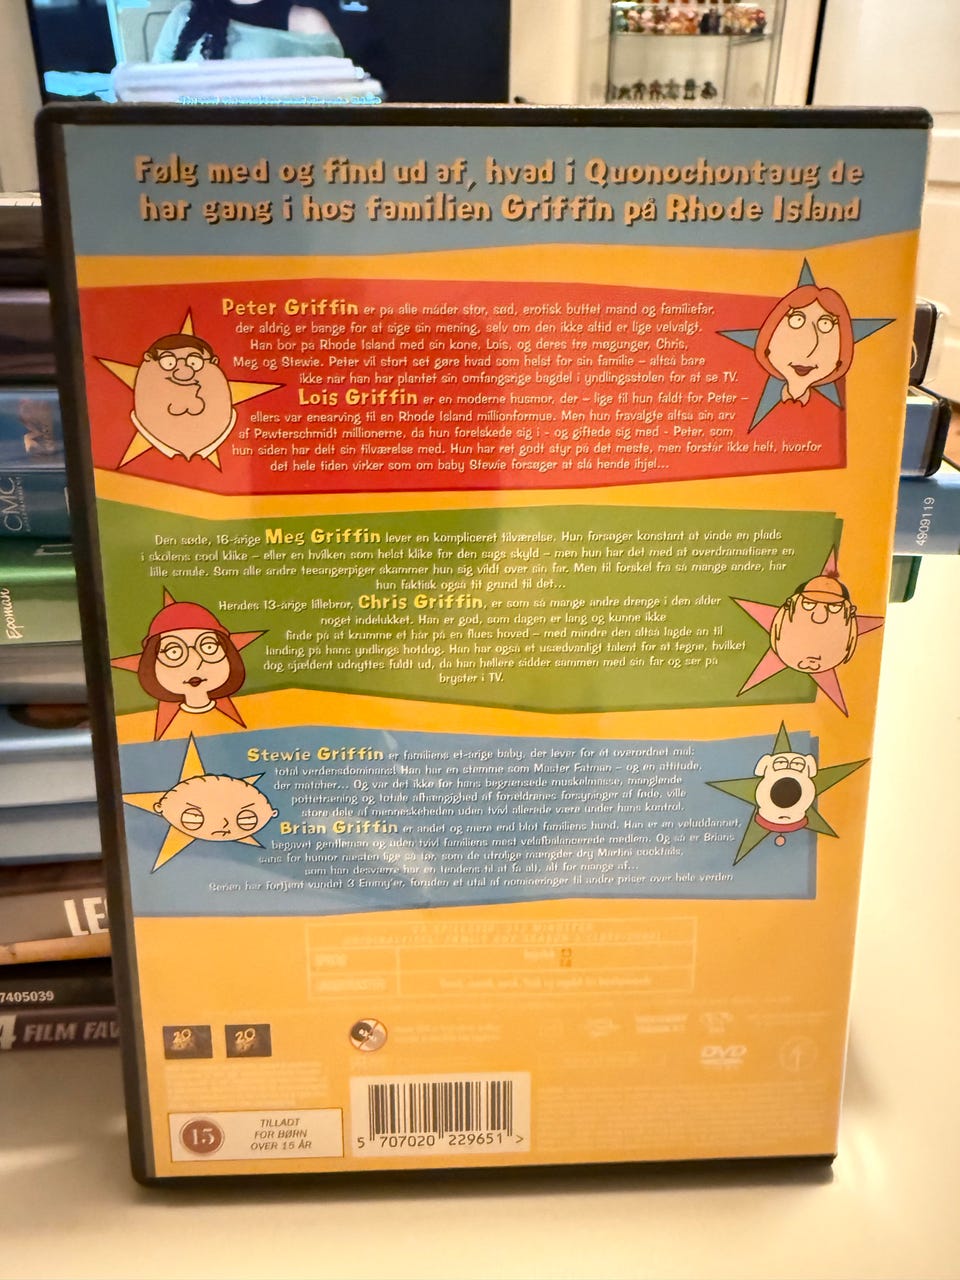 Følg med og find ud af, hvad i Quonochontaug de
har gang i hos familien Griffin på Rhode Island
Peter Griffin er på alle måder stor, sød, erotisk buttet mand og familiefar,
der aldrig er bange for at sige sin mening, selv om den ikke altid er lige velvalgt.
Han bor på Rhode Island med sin kone, Lois, og deres tre møgunger, Chris,
Meg og Stewie. Peter vil stort set gøre hvad som helst for sin familie – altså bare
ikke når han har plantet sin omfangsrige bagdel i yndlingsstolen for at se TV.
Lois Griffin er en moderne husmor, der – lige til hun faldt for Peter –
ellers var enearving til en Rhode Island millionformue. Men hun fravalgte altså sin arv
af Pewterschmidt millionerne, da hun forelskede sig i - og giftede sig med - Peter, som
hun siden har delt sin tilværelse med. Hun har ret godt styr på det meste, men forstår ikke helt, hvorfor
det hele tiden virker som om baby Stewie forsøger at slå hende ihjel...
Den søde, 16-årige Meg Griffin lever en kompliceret tilværelse. Hun forsøger konstant at vinde en plads
i skolens cool klike – eller en hvilken som helst klike for den sags skyld – men hun har det med at overdramatisere en
lille smule. Som alle andre teenagerpiger skammer hun sig vildt over sin far. Men til forskel fra så mange andre, har
hun faktisk også tit grund til det...
Hendes 13-årige lillebror, Chris Griffin, er som så mange andre drenge i den alder
noget indelukket. Han er god, som dagen er lang og kunne ikke
finde på at krumme et hår på en flues hoved – med mindre den altså lagde an til
landing på hans yndlings hotdog. Han har også et usædvanligt talent for at tegne, hvilket
dog sjældent udnyttes fuldt ud, da han hellere sidder sammen med sin far og ser på
bryster i TV.
Stewie Griffin er familiens et-årige baby, der lever for ét overordnet mål:
total verdensdominans! Han har en stemme som Master Fatman – og en attitude,
der matcher... Og var det ikke for hans begrænsede muskelmasse, manglende
pottetræning og totale afhængighed af forældrenes forsyninger af føde, ville
store dele af menneskeheden uden tvivl allerede være under hans kontrol.
Brian Griffin er andet og mere end blot familiens hund. Han er en veluddannet,
begavet gentleman og uden tvivl familiens mest velafbalancerede medlem. Og så er Brians
sans for humor næsten lige så tør, som de utrolige mængder dry Martini cocktails,
som han desværre har en tendens til at få alt, alt for mange af...
Serien har fortjent vundet 3 Emmy'er, foruden et utal af nomineringer til andre priser over hele verden
20
20
DVD
15
TILLADT
FOR BØRN
OVER 15 ÅR
5 707020 229651 >
CMC
4909119
Epoman
LE
7405039
4 FILM FAV